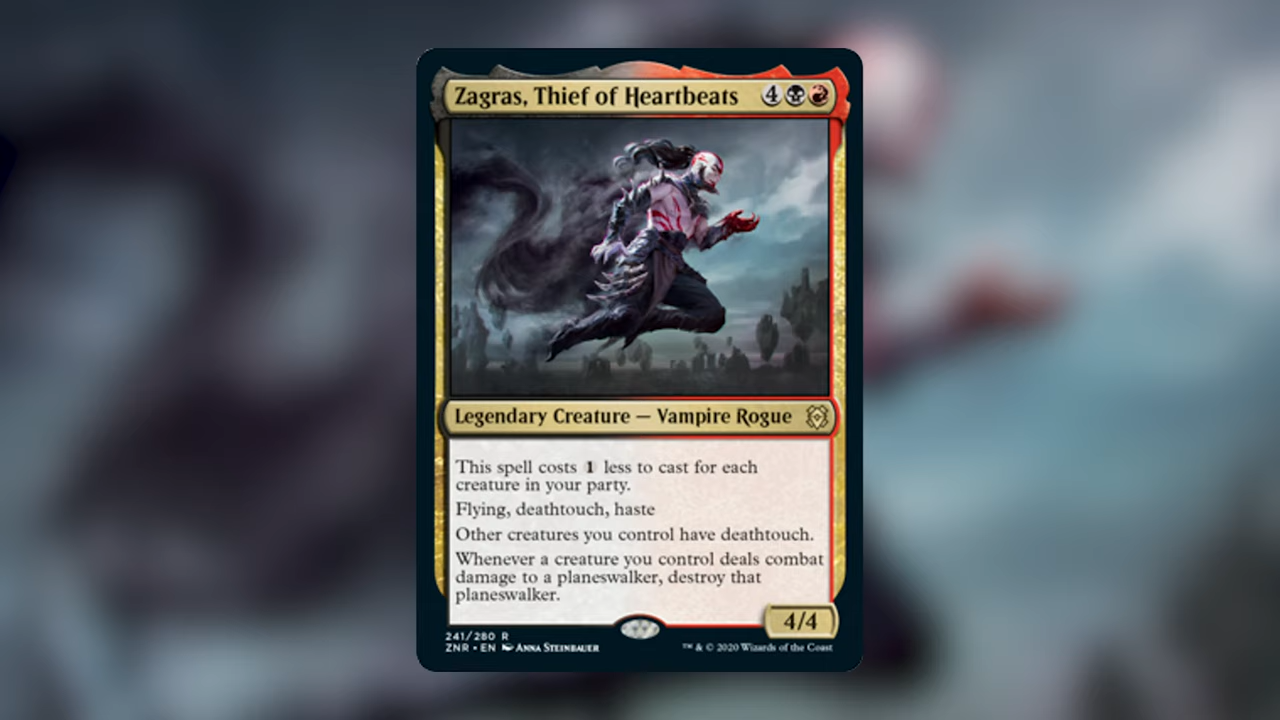 Zagras, Thief of Heartbeats 4
Legendary Creature — Vampire Rogue
This spell costs 1 less to cast for each
creature in your party.
Flying, deathtouch, haste
Other creatures you control have deathtouch.
Whenever a creature you control deals combat
damage to a planeswalker, destroy that
planeswalker.
4/4
241/280 R
ZNR • EN Anna Steinbauer
™ & © 2020 Wizards of the Coast